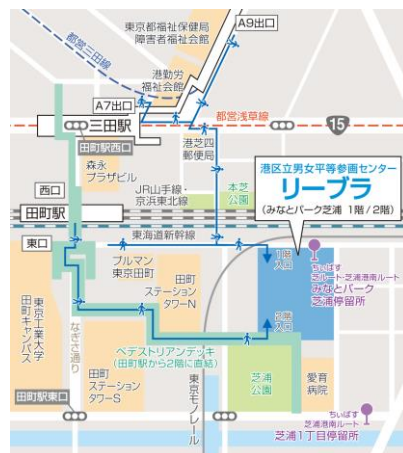 東京都福祉保健局
障害者福祉会館
A9出口
都営三田線
港勤労
福祉会館
A7出口
三田駅
都営浅草線
15
田町駅西口
港芝四
郵便局
森永
プラザビル
港区立男女平等参画センター
リーブラ
(みなとパーク芝浦 1階/2階)
西口
JR山手線・
京浜東北線
本芝
公園
田町駅
東海道新幹線
東口
プルマン
東京田町
田町
ステーション
タワーN
1階
入口
ちぃばす
芝ルート・芝浦港南ルート
みなとパーク
芝浦停留所
2階
入口
東京工業大学
田町キャンパス
なぎさ通り
ペデストリアンデッキ
(田町駅から2階に直結)
田町
ステーション
タワーS
東京モノレール
芝浦
公園
愛育
病院
田町駅東口
ちぃばす
芝浦港南ルート
芝浦1丁目停留所